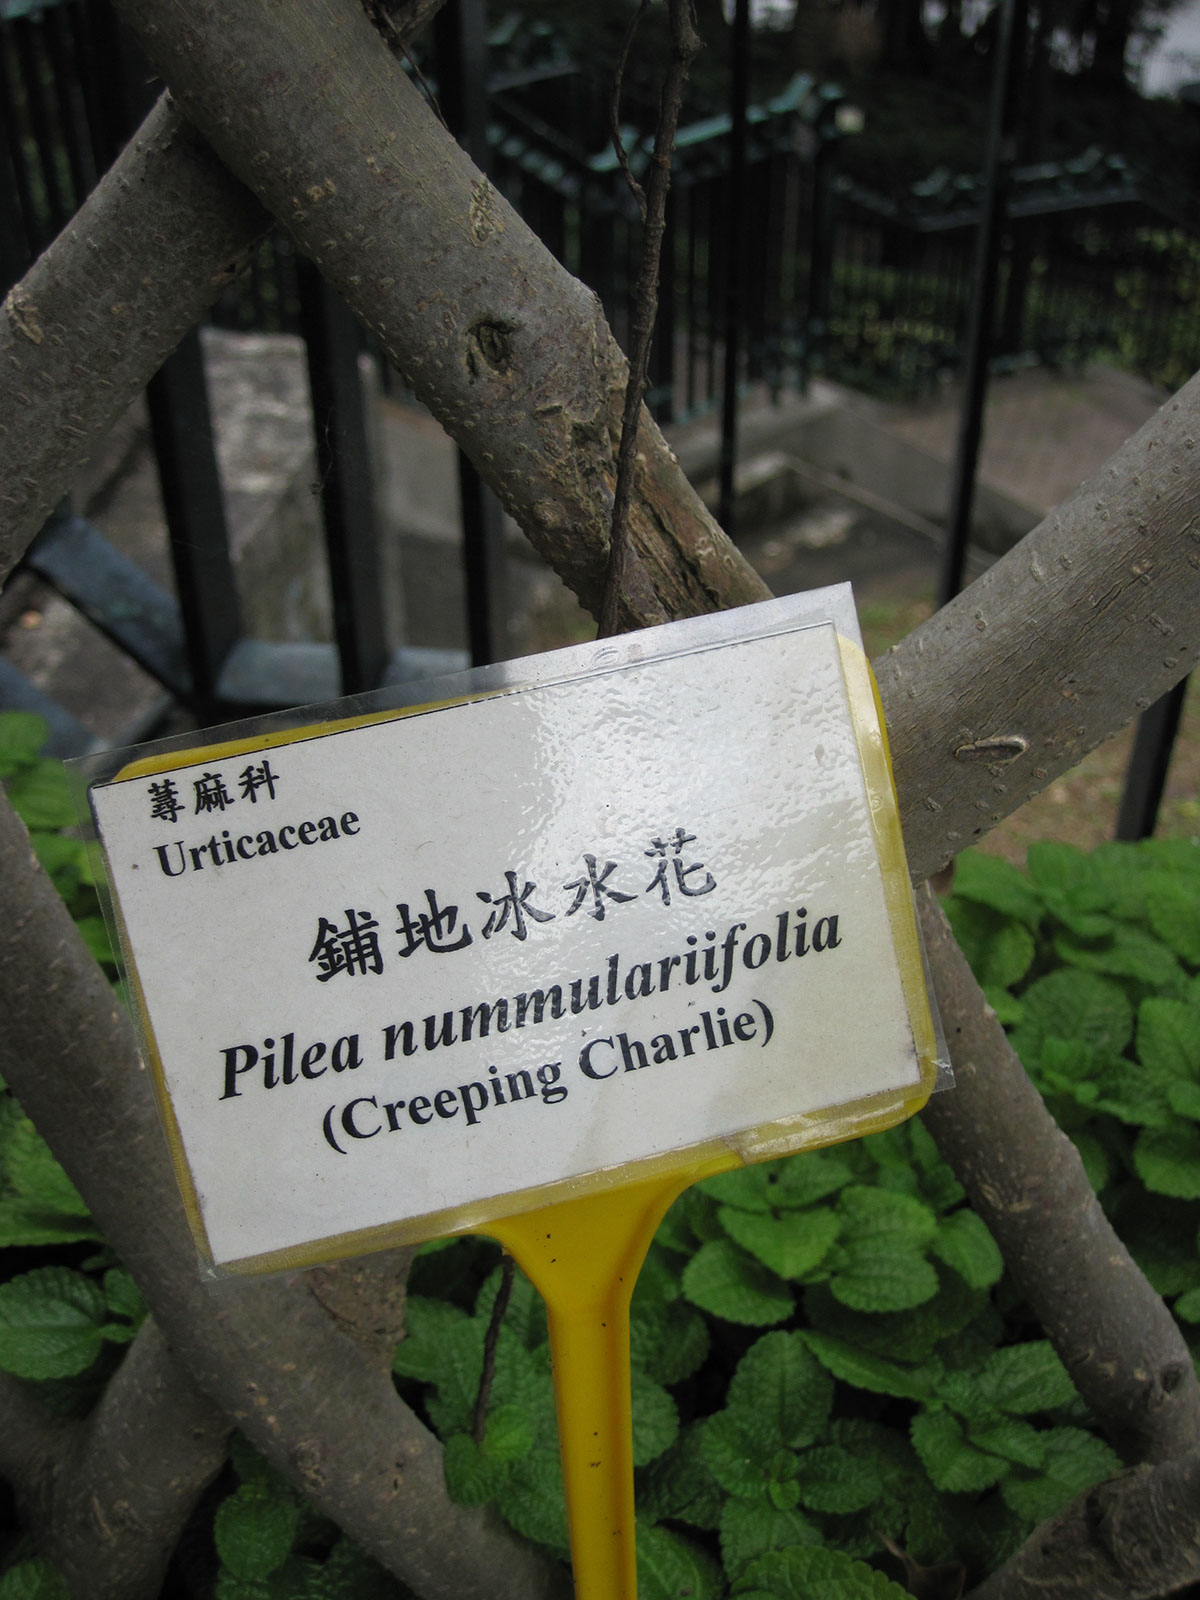 蕁麻科
Urticaceae
鋪地冰水花
Pilea nummulariifolia
(Creeping Charlie)